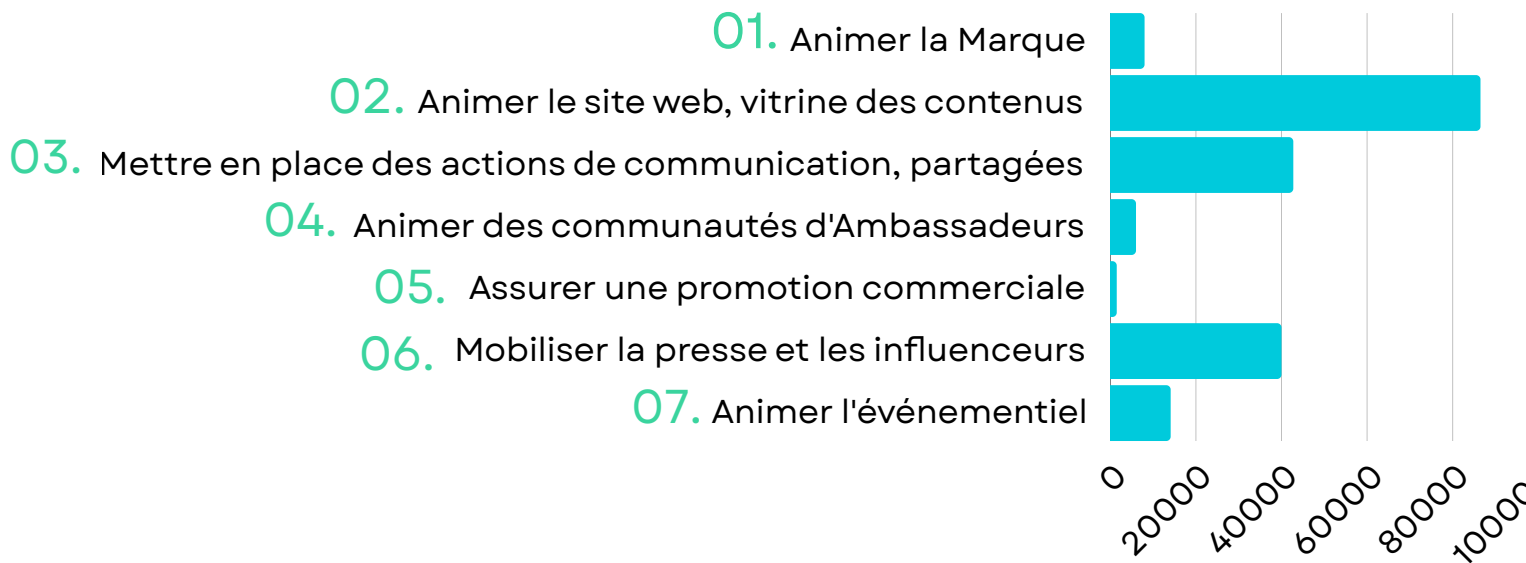 01. Animer la Marque
02. Animer le site web, vitrine des contenus
03. Mettre en place des actions de communication, partagées
04. Animer des communautés d'Ambassadeurs
05. Assurer une promotion commerciale
06. Mobiliser la presse et les influenceurs
07. Animer l'événementiel
0
20000
40000
60000
80000